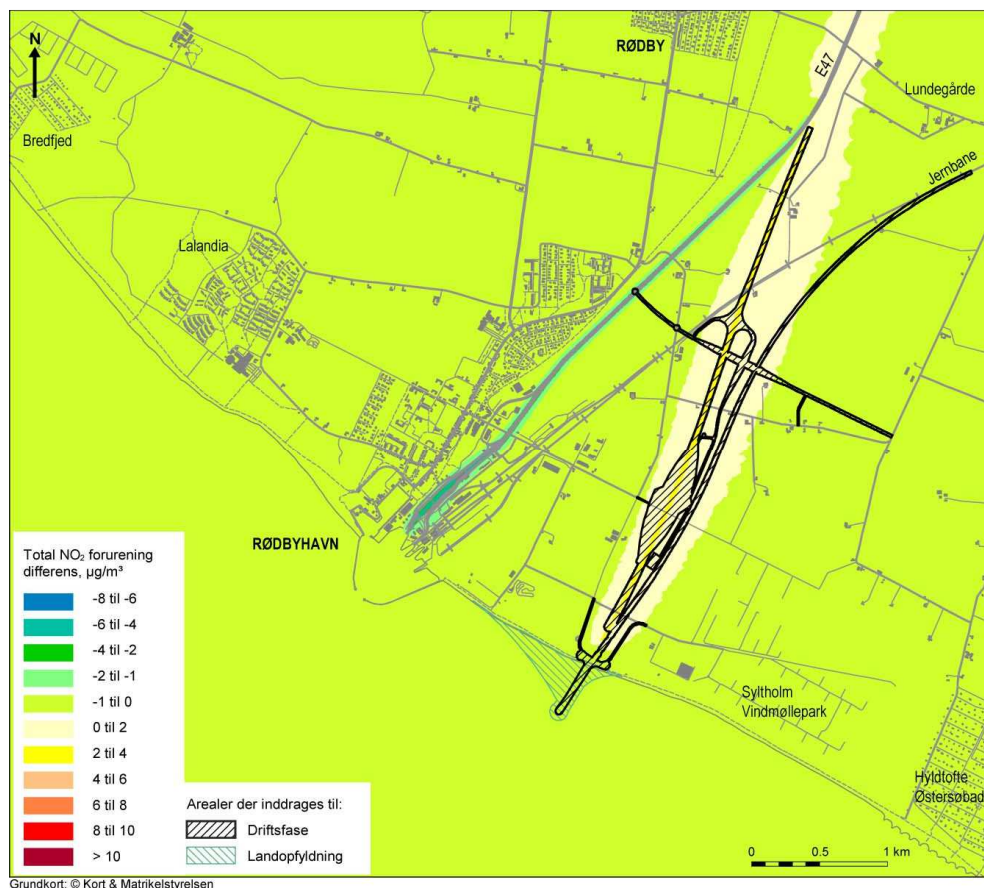 N
RØDBY
E47
Lundegårde
Bredfjed
Jernbane
Lalandia
RØDBYHAVN
Syltholm
Vindmøllepark
Hyldtofte
Østersøbad
Total NO₂ forurening
differens, µg/m³
-8 til -6
-6 til -4
-4 til -2
-2 til -1
-1 til 0
0 til 2
2 til 4
4 til 6
6 til 8
8 til 10
> 10
Arealer der inddrages til:
Driftsfase
Landopfyldning
0 0.5 1 km
Grundkort: © Kort & Matrikelstyrelsen